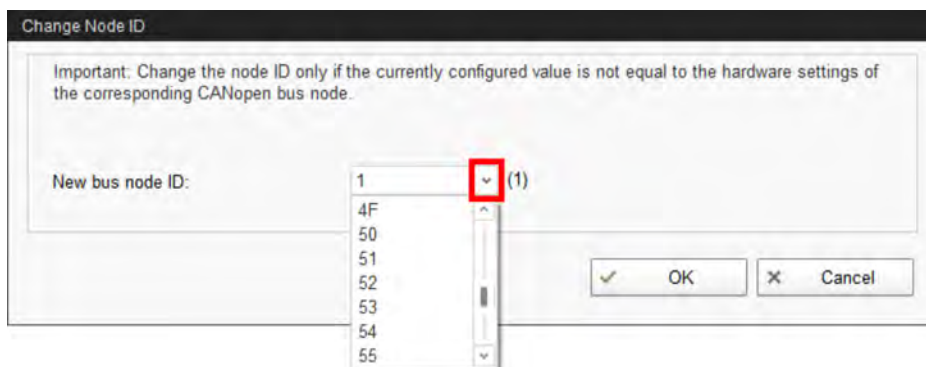 Change Node ID
Important: Change the node ID only if the currently configured value is not equal to the hardware settings of
the corresponding CANopen bus node.
New bus node ID:
1
(1)
4F
50
51
52
53
54
55
OK
Cancel